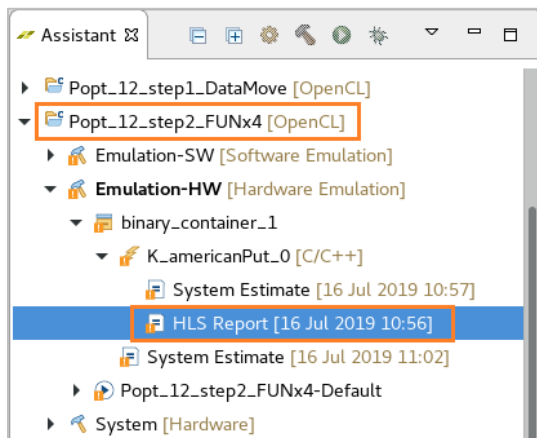 Assistant
Popt_12_step1_DataMove [OpenCL]
Popt_12_step2_FUNx4 [OpenCL]
Emulation-SW [Software Emulation]
Emulation-HW [Hardware Emulation]
binary_container_1
K_americanPut_0 [C/C++]
System Estimate [16 Jul 2019 10:57]
HLS Report [16 Jul 2019 10:56]
System Estimate [16 Jul 2019 11:02]
Popt_12_step2_FUNx4-Default
System [Hardware]